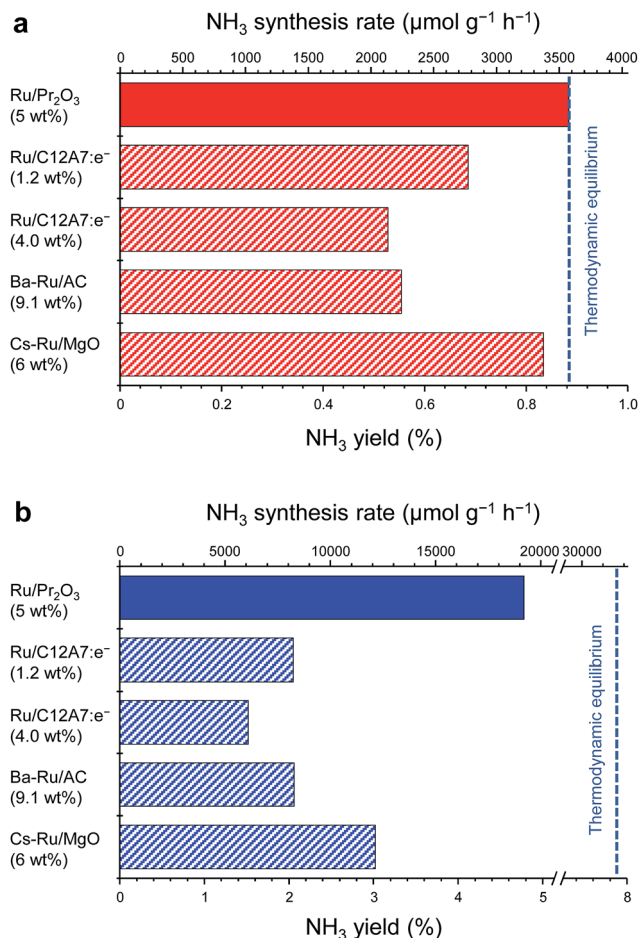 a
NH₃ synthesis rate (μmol g⁻¹ h⁻¹)
0 500 1000 1500 2000 2500 3000 3500 4000
Ru/Pr₂O₃
(5 wt%)
Ru/C12A7:e⁻
(1.2 wt%)
Ru/C12A7:e⁻
(4.0 wt%)
Ba-Ru/AC
(9.1 wt%)
Cs-Ru/MgO
(6 wt%)
Thermodynamic equilibrium
0 0.2 0.4 0.6 0.8 1.0
NH₃ yield (%)
b
NH₃ synthesis rate (μmol g⁻¹ h⁻¹)
0 5000 10000 15000 20000 30000
Ru/Pr₂O₃
(5 wt%)
Ru/C12A7:e⁻
(1.2 wt%)
Ru/C12A7:e⁻
(4.0 wt%)
Ba-Ru/AC
(9.1 wt%)
Cs-Ru/MgO
(6 wt%)
Thermodynamic equilibrium
0 1 2 3 4 5 8
NH₃ yield (%)